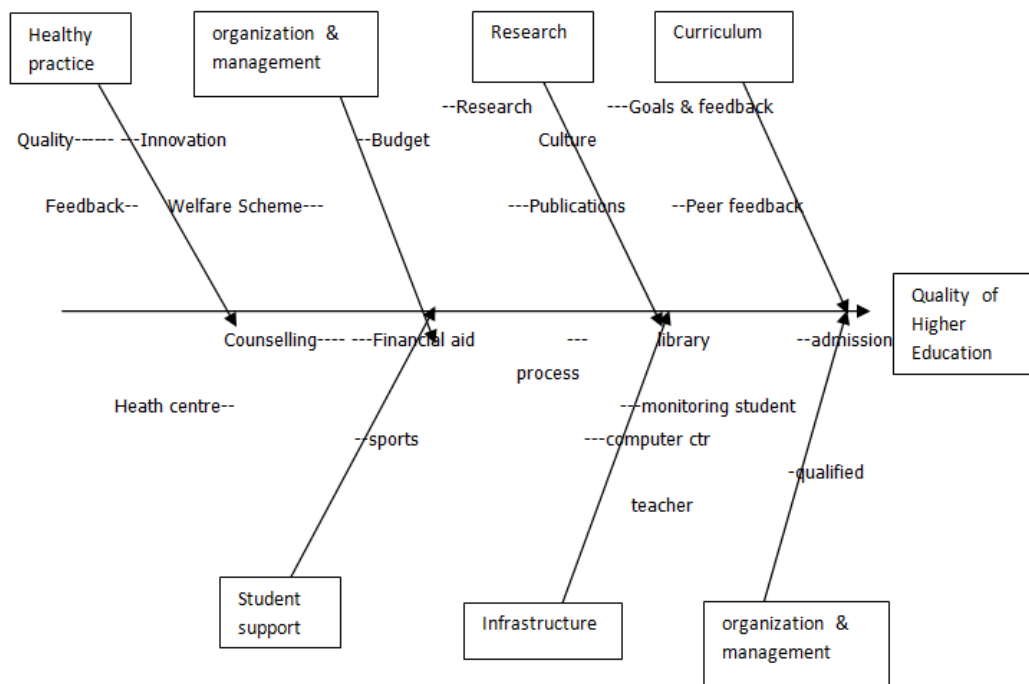 Healthy
practice
organization &
management
Research
Curriculum
--Research
---Goals & feedback
Quality------ ---Innovation
--Budget
Culture
Feedback--
Welfare Scheme---
---Publications
--Peer feedback
Quality of
Higher
Education
Counselling---- ---Financial aid
---
library
--admission
process
Heath centre--
---monitoring student
--sports
---computer ctr
-qualified
teacher
Student
support
Infrastructure
organization &
management